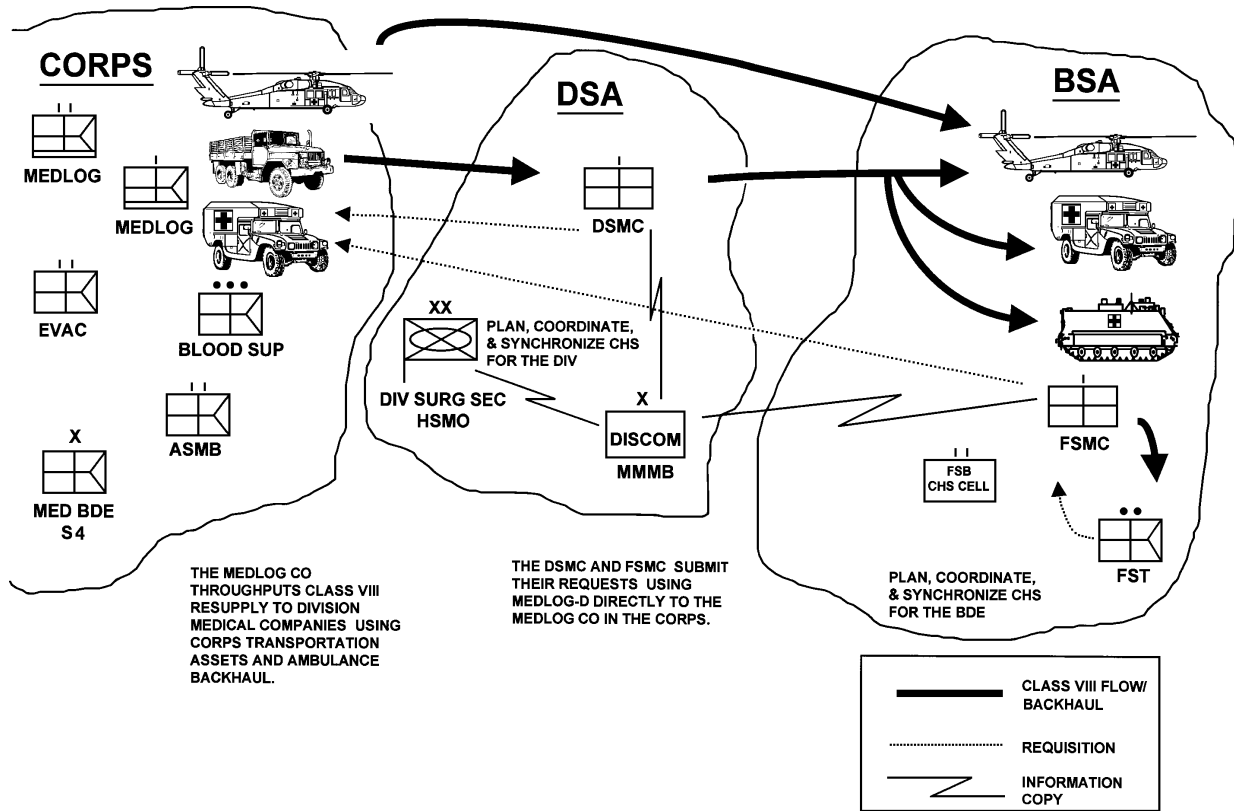 CORPS
MEDLOG
MEDLOG
EVAC
BLOOD SUP
ASMB
X
MED BDE
S4
THE MEDLOG CO
THROUGHPUTS CLASS VIII
RESUPPLY TO DIVISION
MEDICAL COMPANIES USING
CORPS TRANSPORTATION
ASSETS AND AMBULANCE
BACKHAUL.
DSA
DSMC
XX
PLAN, COORDINATE,
& SYNCHRONIZE CHS
FOR THE DIV
DIV SURG SEC
HSMO
X
DISCOM
MMMB
THE DSMC AND FSMC SUBMIT
THEIR REQUESTS USING
MEDLOG-D DIRECTLY TO THE
MEDLOG CO IN THE CORPS.
BSA
FSMC
FSB
CHS CELL
FST
PLAN, COORDINATE,
& SYNCHRONIZE CHS
FOR THE BDE
CLASS VIII FLOW/
BACKHAUL
REQUISITION
INFORMATION
COPY